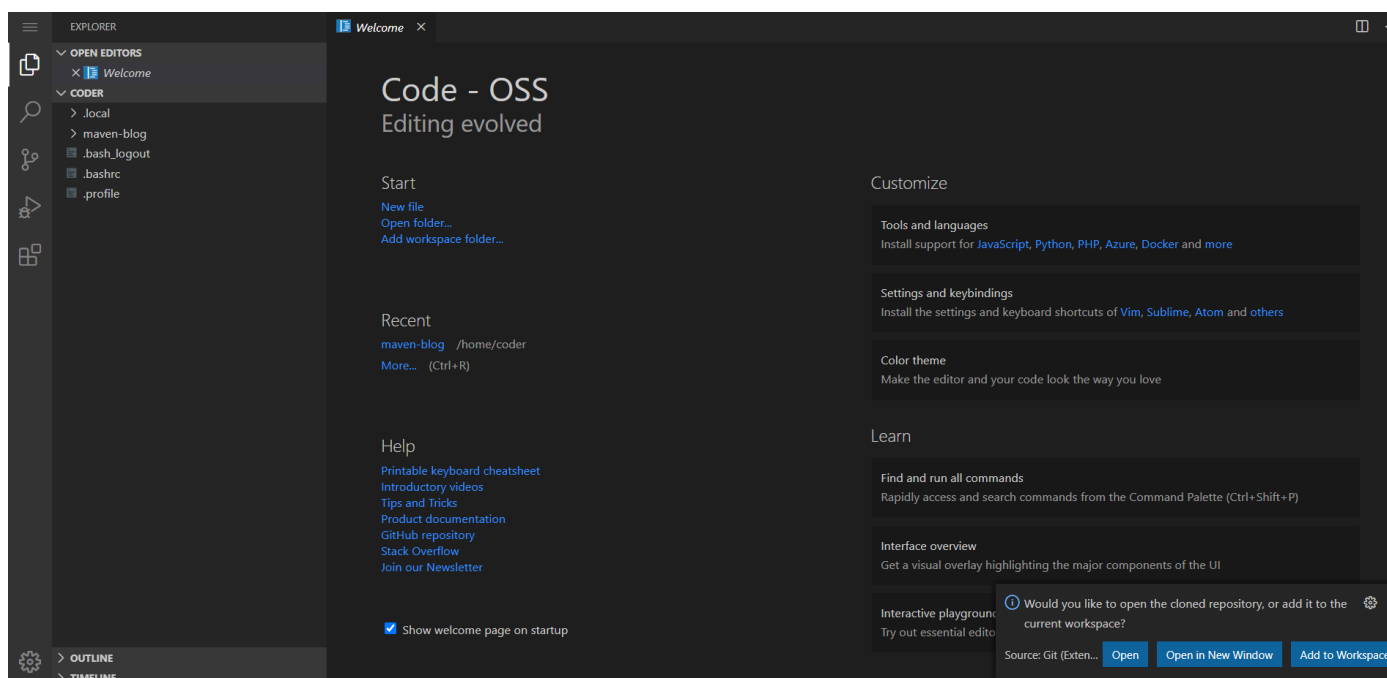 EXPLORER
OPEN EDITORS
Welcome
CODER
.local
maven-blog
.bash_logout
.bashrc
.profile
OUTLINE
TIMELINE
Welcome
Code - OSS
Editing evolved
Start
New file
Open folder...
Add workspace folder...
Recent
maven-blog /home/coder
More... (Ctrl+R)
Help
Printable keyboard cheatsheet
Introductory videos
Tips and Tricks
Product documentation
GitHub repository
Stack Overflow
Join our Newsletter
Show welcome page on startup
Customize
Tools and languages
Install support for JavaScript, Python, PHP, Azure, Docker and more
Settings and keybindings
Install the settings and keyboard shortcuts of Vim, Sublime, Atom and others
Color theme
Make the editor and your code look the way you love
Learn
Find and run all commands
Rapidly access and search commands from the Command Palette (Ctrl+Shift+P)
Interface overview
Get a visual overlay highlighting the major components of the UI
Interactive playground
Try out essential edito
Would you like to open the cloned repository, or add it to the
current workspace?
Source: Git (Exten... Open Open in New Window Add to Workspace